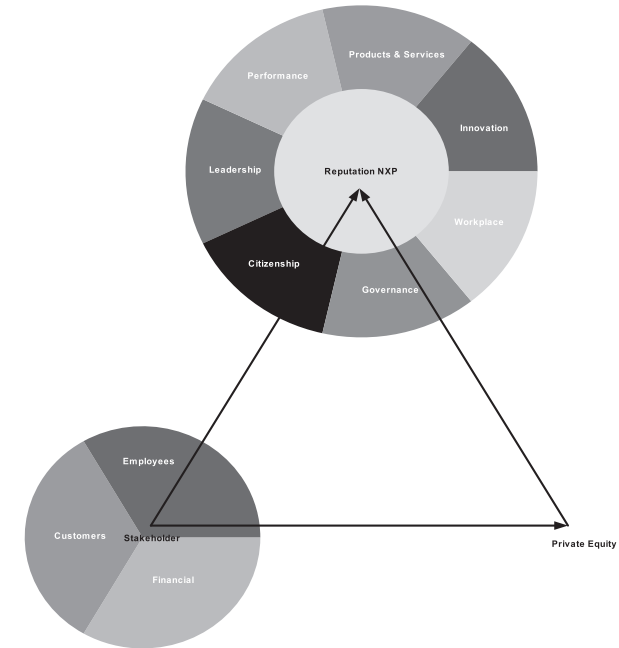 Products & Services
Performance
Innovation
Leadership
Reputation NXP
Workplace
Citizenship
Governance
Employees
Customers
Stakeholder
Private Equity
Financial